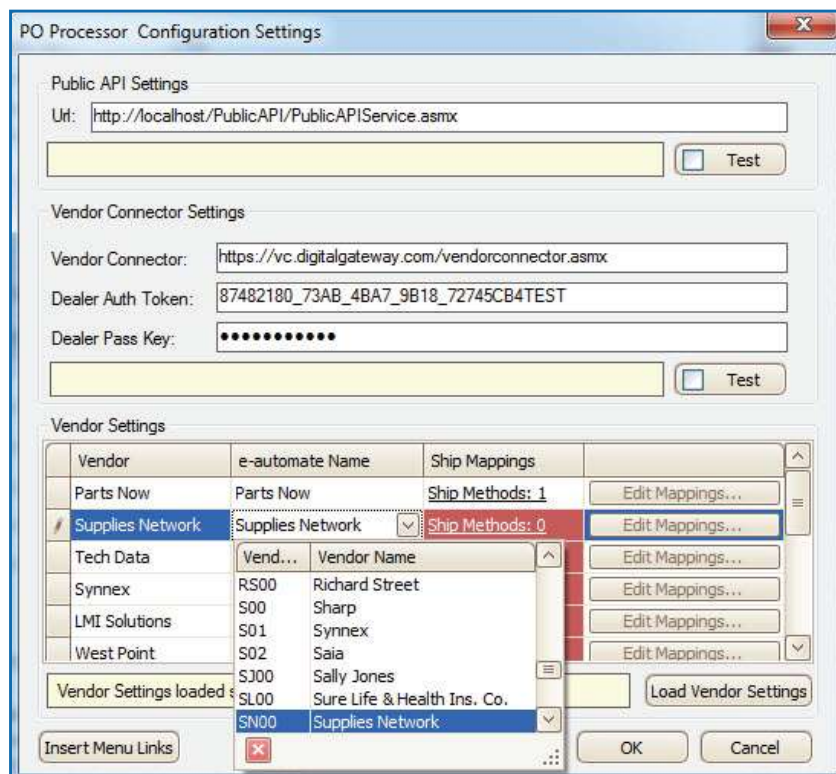 PO Processor Configuration Settings
Public API Settings
Url: http://localhost/PublicAPI/PublicAPIService.asmx
Test
Vendor Connector Settings
Vendor Connector: https://vc.digitalgateway.com/vendorconnector.asmx
Dealer Auth Token: 87482180_73AB_4BA7_9B18_72745CB4TEST
Dealer Pass Key: ●●●●●●●●●●●
Test
Vendor Settings
Vendor e-automate Name Ship Mappings
Parts Now Parts Now Ship Methods: 1 Edit Mappings...
Supplies Network Supplies Network Ship Methods: 0 Edit Mappings...
Tech Data Vend... Vendor Name Edit Mappings...
RS00 Richard Street
Synnex S00 Sharp Edit Mappings...
LMI Solutions S01 Synnex Edit Mappings...
West Point S02 Saia Edit Mappings...
SJ00 Sally Jones
Vendor Settings loaded SL00 Sure Life & Health Ins. Co. Load Vendor Settings
SN00 Supplies Network
Insert Menu Links OK Cancel